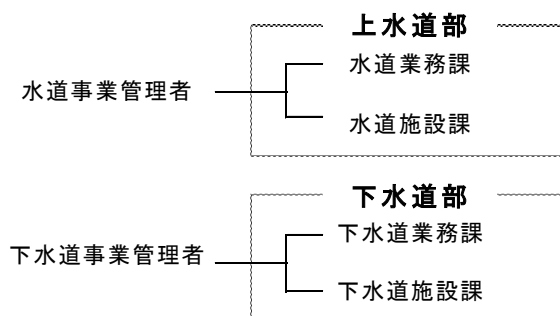 上水道部
水道業務課
水道事業管理者
水道施設課
下水道部
下水道業務課
下水道事業管理者
下水道施設課